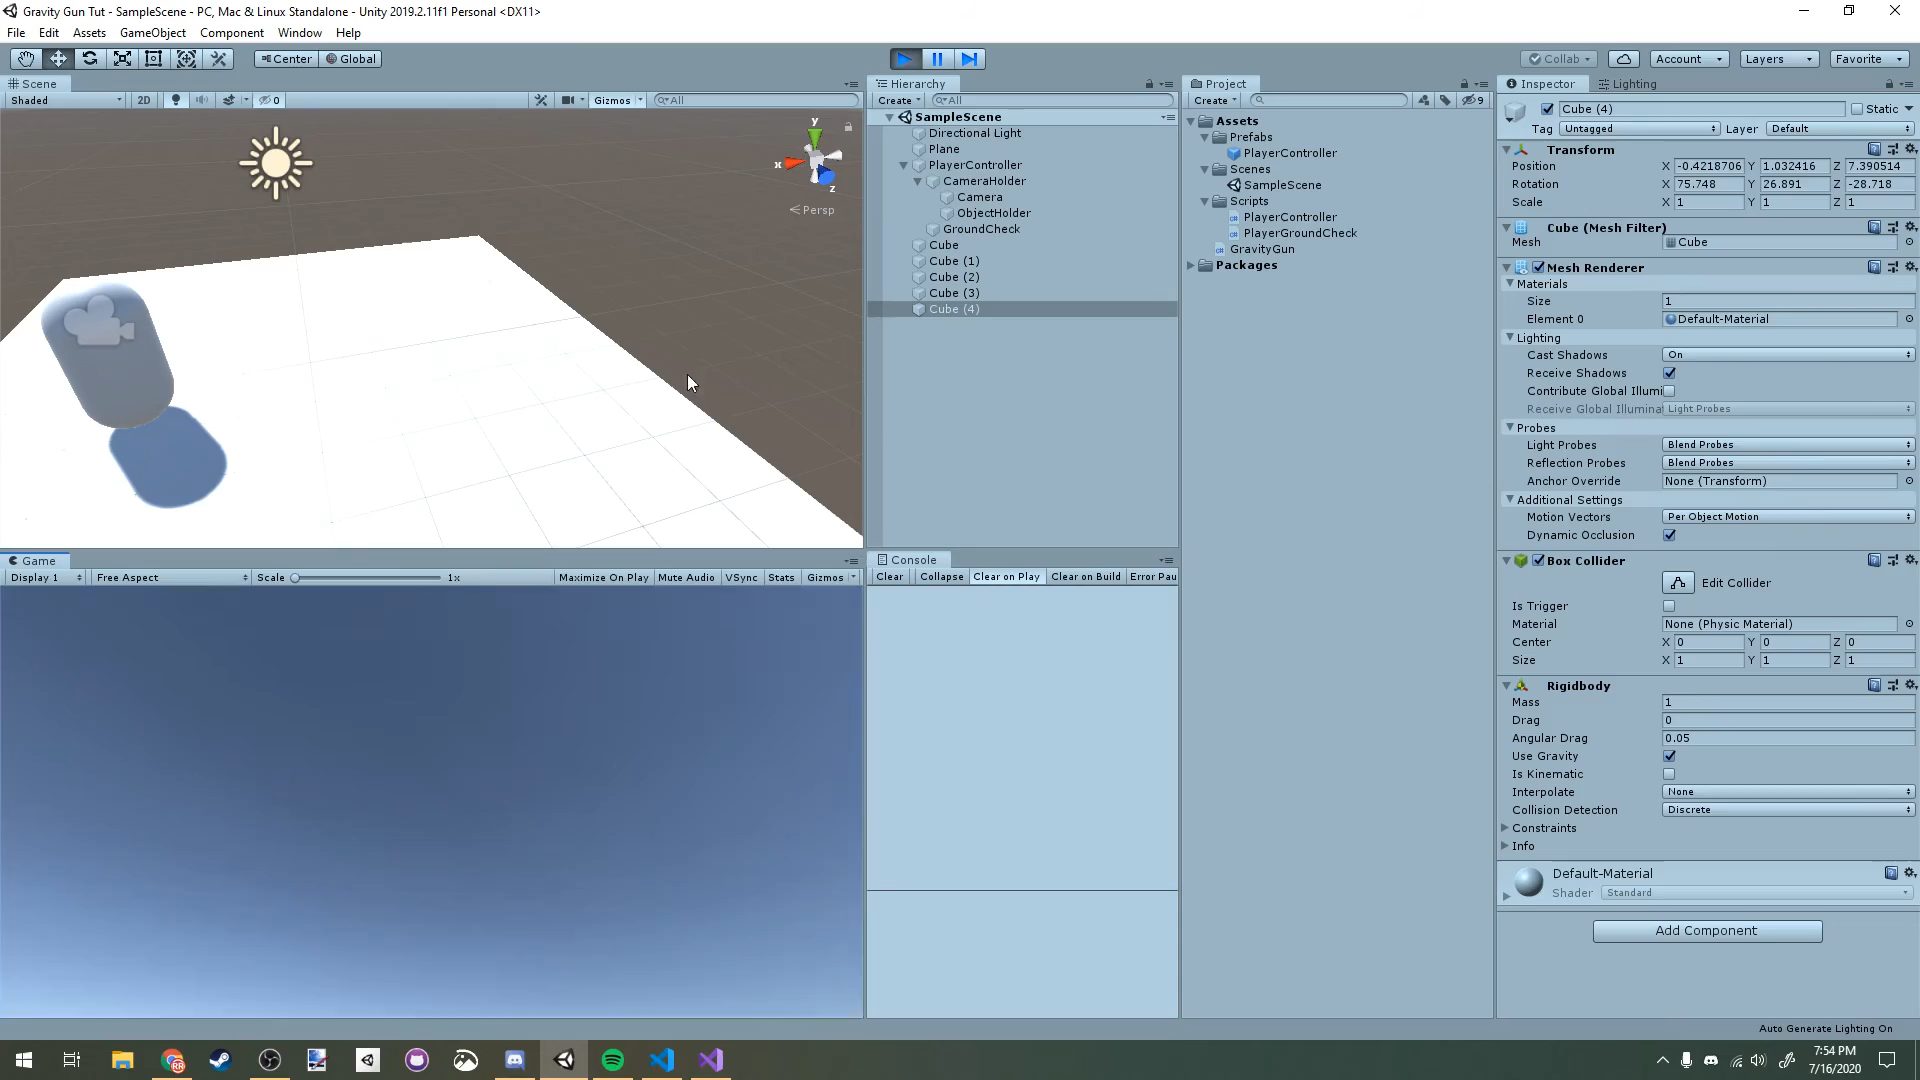 Gravity Gun Tut - SampleScene - PC, Mac & Linux Standalone - Unity 2019.2.11f1 Personal <DX11>
File Edit Assets GameObject Component Window Help
Center Global
Collab Account Layers Favorite
Scene
Shaded 2D 0 Gizmos All
y
x
z
Persp
Hierarchy
Create All
SampleScene
Directional Light
Plane
PlayerController
CameraHolder
Camera
ObjectHolder
GroundCheck
Cube
Cube (1)
Cube (2)
Cube (3)
Cube (4)
Project
Create 9
Assets
Prefabs
PlayerController
Scenes
SampleScene
Scripts
PlayerController
PlayerGroundCheck
GravityGun
Packages
Inspector Lighting
Cube (4) Static
Tag Untagged Layer Default
Transform
Position X -0.4218706 Y 1.032416 Z 7.390514
Rotation X 75.748 Y 26.891 Z -28.718
Scale X 1 Y 1 Z 1
Cube (Mesh Filter)
Mesh Cube
Mesh Renderer
Materials
Size 1
Element 0 Default-Material
Lighting
Cast Shadows On
Receive Shadows
Contribute Global Illumi
Receive Global Illuminat Light Probes
Probes
Light Probes Blend Probes
Reflection Probes Blend Probes
Anchor Override None (Transform)
Additional Settings
Motion Vectors Per Object Motion
Dynamic Occlusion
Box Collider
Edit Collider
Is Trigger
Material None (Physic Material)
Center X 0 Y 0 Z 0
Size X 1 Y 1 Z 1
Rigidbody
Mass 1
Drag 0
Angular Drag 0.05
Use Gravity
Is Kinematic
Interpolate None
Collision Detection Discrete
Constraints
Info
Default-Material
Shader Standard
Add Component
Game
Display 1 Free Aspect Scale 1x Maximize On Play Mute Audio VSync Stats Gizmos
Console
Clear Collapse Clear on Play Clear on Build Error Pau
Auto Generate Lighting On
7:54 PM
7/16/2020